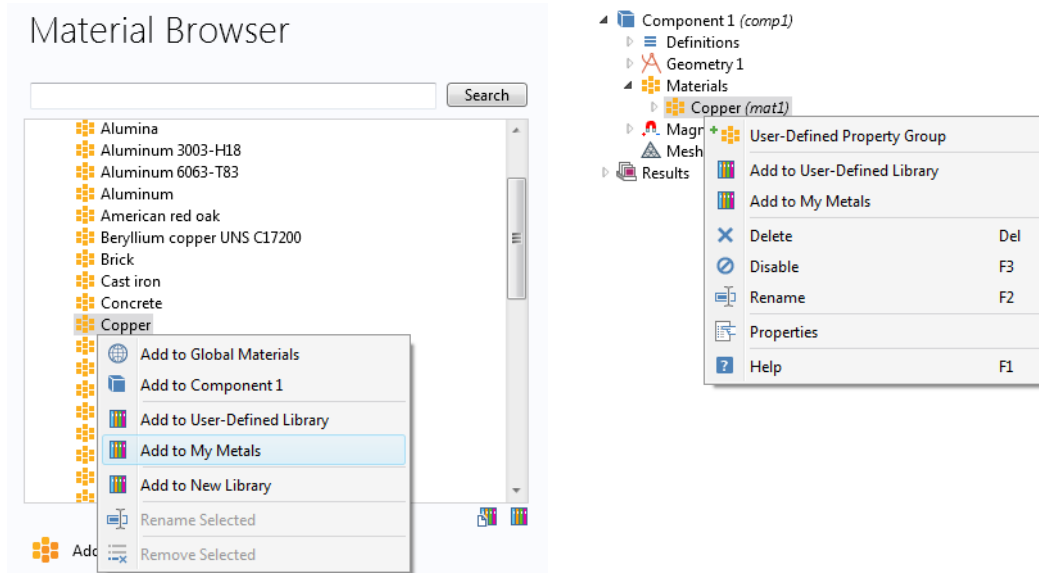 Material Browser
Search
Alumina
Aluminum 3003-H18
Aluminum 6063-T83
Aluminum
American red oak
Beryllium copper UNS C17200
Brick
Cast iron
Concrete
Copper
Add to Global Materials
Add to Component 1
Add to User-Defined Library
Add to My Metals
Add to New Library
Rename Selected
Add
Remove Selected
Component 1 (comp1)
Definitions
Geometry 1
Materials
Copper (mat1)
Magn
Mesh
Results
User-Defined Property Group
Add to User-Defined Library
Add to My Metals
Delete Del
Disable F3
Rename F2
Properties
? Help F1